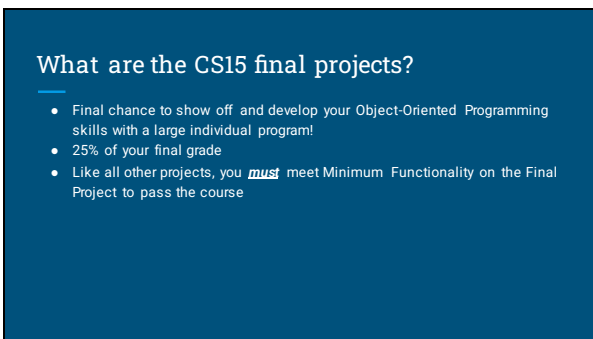 What are the CS15 final projects?
● Final chance to show off and develop your Object-Oriented Programming
skills with a large individual program!
● 25% of your final grade
● Like all other projects, you must meet Minimum Functionality on the Final
Project to pass the course